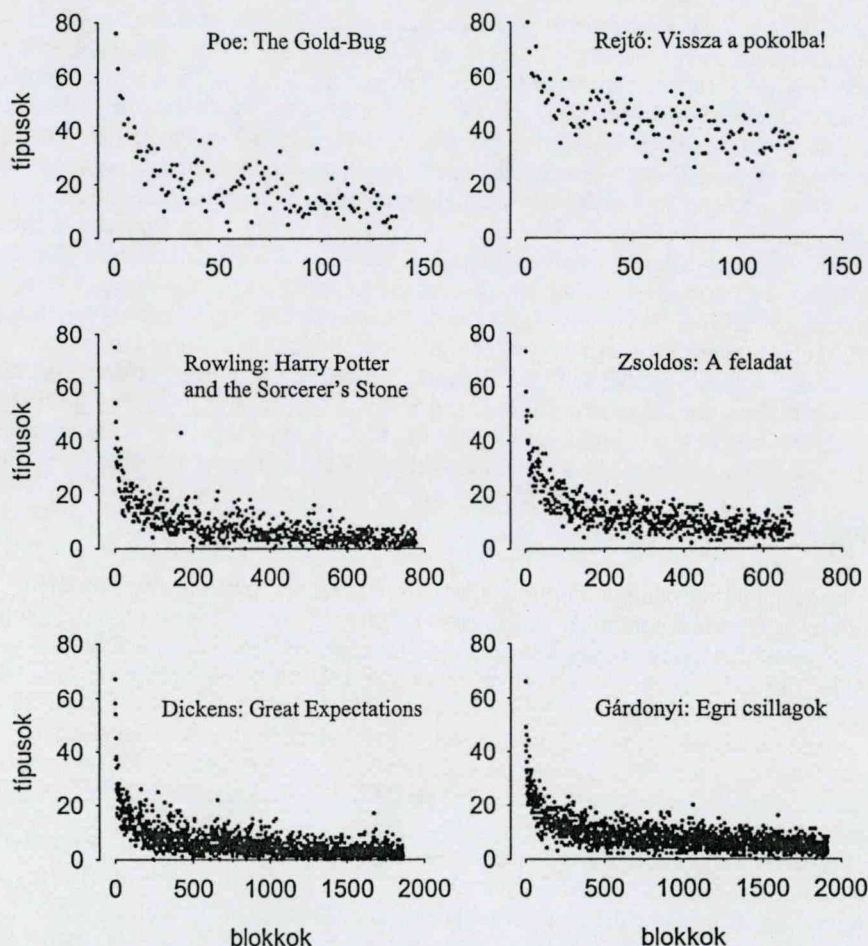 80
60
40
20
0
típusok
Poe: The Gold-Bug
0 50 100 150
80
60
40
20
0
Rejtő: Vissza a pokolba!
0 50 100 150
80
60
40
20
0
típusok
Rowling: Harry Potter
and the Sorcerer's Stone
0 200 400 600 800
80
60
40
20
0
Zsoldos: A feladat
0 200 400 600 800
80
60
40
20
0
típusok
Dickens: Great Expectations
0 500 1000 1500 2000
blokkok
80
60
40
20
0
Gárdonyi: Egri csillagok
0 500 1000 1500 2000
blokkok